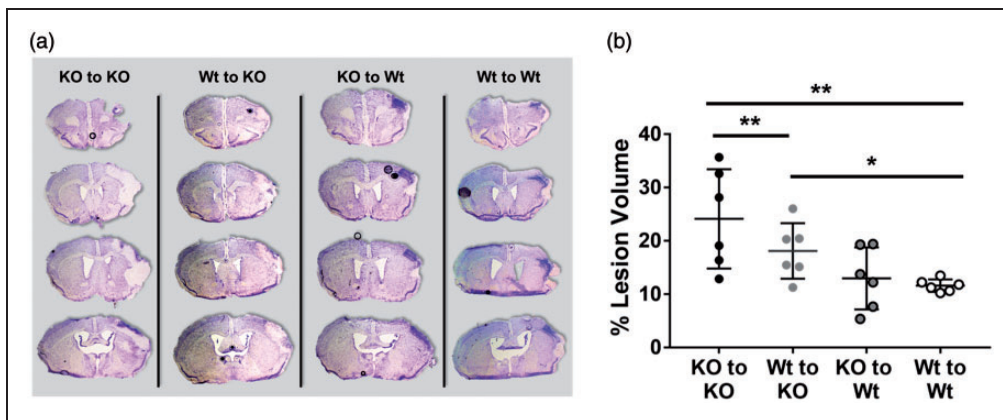 (a)
KO to KO Wt to KO KO to Wt Wt to Wt
(b)
**
**
*
% Lesion Volume
40
30
20
10
0
KO to KO
Wt to KO
KO to Wt
Wt to Wt